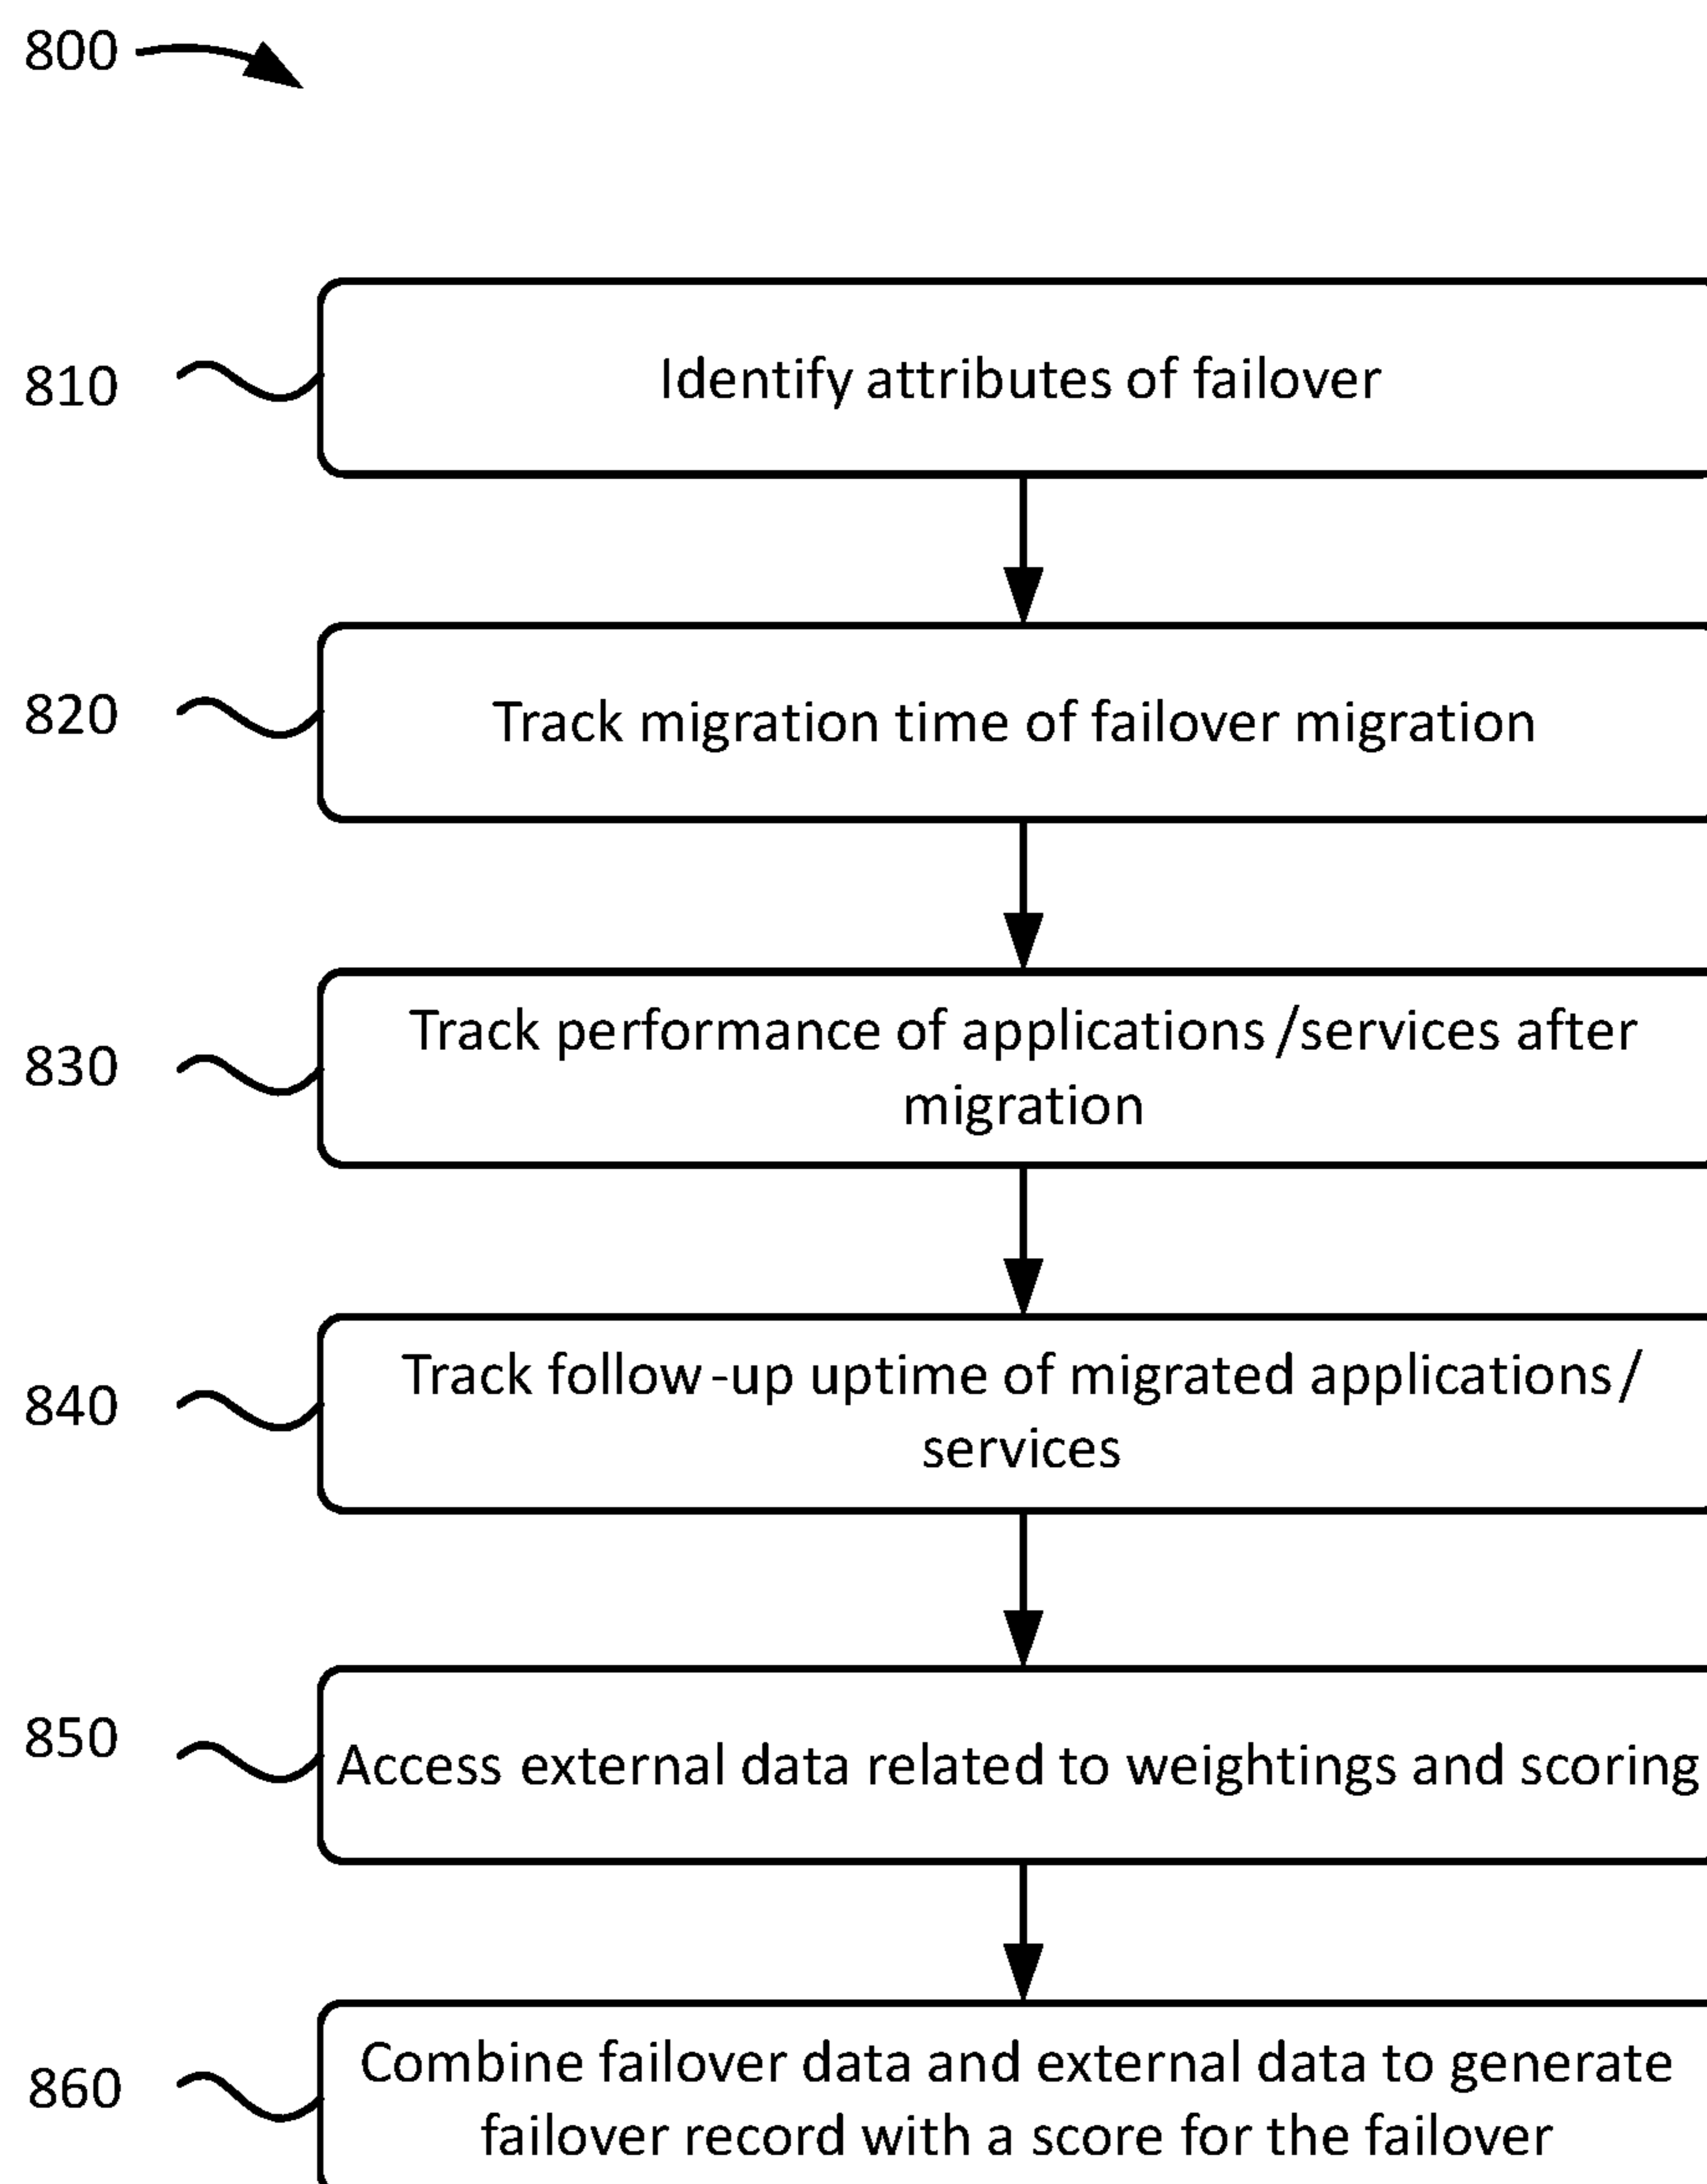 800
810
Identify attributes of failover
820
Track migration time of failover migration
830
Track performance of applications/services after
migration
840
Track follow-up uptime of migrated applications/
services
850
Access external data related to weightings and scoring
860
Combine failover data and external data to generate
failover record with a score for the failover